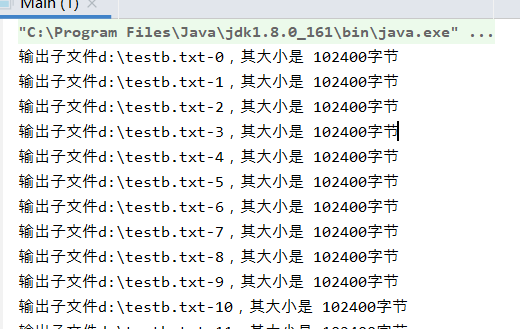 Main (1)
"C:\Program Files\Java\jdk1.8.0_161\bin\java.exe" ...
输出子文件d:\testb.txt-0，其大小是 102400字节
输出子文件d:\testb.txt-1，其大小是 102400字节
输出子文件d:\testb.txt-2，其大小是 102400字节
输出子文件d:\testb.txt-3，其大小是 102400字节
输出子文件d:\testb.txt-4，其大小是 102400字节
输出子文件d:\testb.txt-5，其大小是 102400字节
输出子文件d:\testb.txt-6，其大小是 102400字节
输出子文件d:\testb.txt-7，其大小是 102400字节
输出子文件d:\testb.txt-8，其大小是 102400字节
输出子文件d:\testb.txt-9，其大小是 102400字节
输出子文件d:\testb.txt-10，其大小是 102400字节